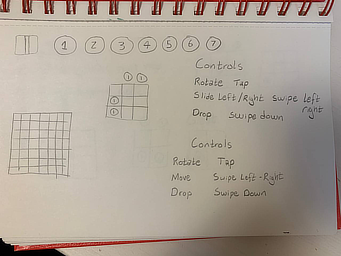 1 2 3 4 5 6 7
1 1
1
1
Controls
Rotate Tap
Slide Left/Right Swipe left
right
Drop Swipe down
Controls
Rotate Tap
Move Swipe Left-Right
Drop Swipe Down